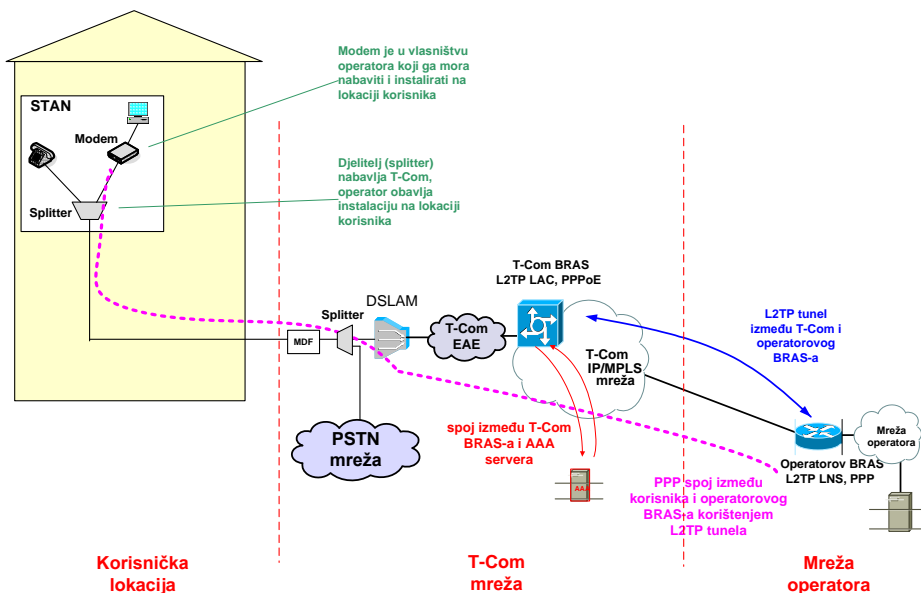 Modem je u vlasništvu
operatora koji ga mora
nabaviti i instalirati na
lokaciji korisnika
STAN
Modem
Djelitelj (splitter)
nabavlja T-Com,
operator obavlja
instalaciju na lokaciji
korisnika
Splitter
T-Com BRAS
L2TP LAC, PPPoE
Splitter
DSLAM
MDF
T-Com
EAE
T-Com
IP/MPLS
mreža
L2TP tunel
između T-Com i
operatorovog
BRAS-a
PSTN
mreža
spoj između T-Com
BRAS-a i AAA
servera
AAA
Mreža
operatora
Operatorov BRAS
L2TP LNS, PPP
PPP spoj između
korisnika i operatorovog
BRAS-a korištenjem
L2TP tunela
Korisnička
lokacija
T-Com
mreža
Mreža
operatora